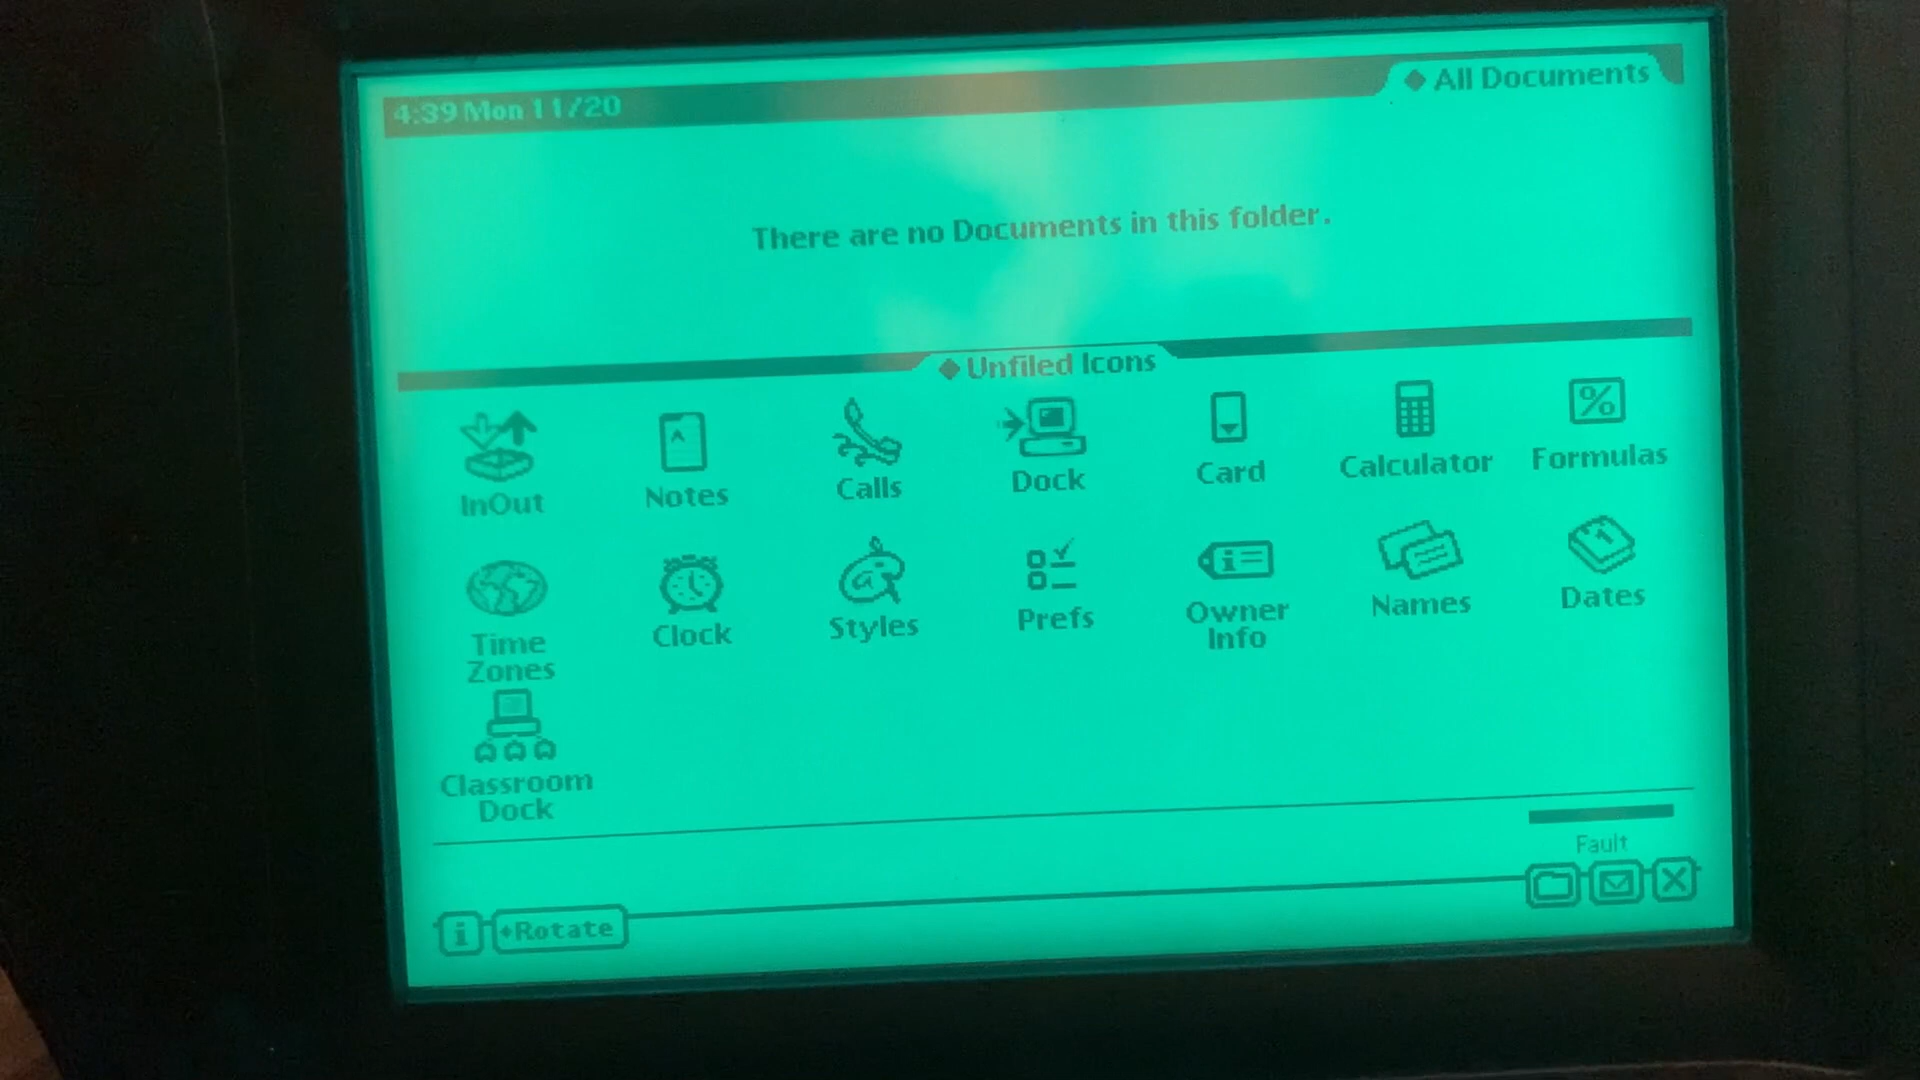 4:39 Mon 11/20
All Documents
There are no Documents in this folder.
Unfiled Icons
InOut
Notes
Calls
Dock
Card
Calculator
Formulas
Time
Zones
Clock
Styles
Prefs
Owner
Info
Names
Dates
Classroom
Dock
Fault
i
Rotate